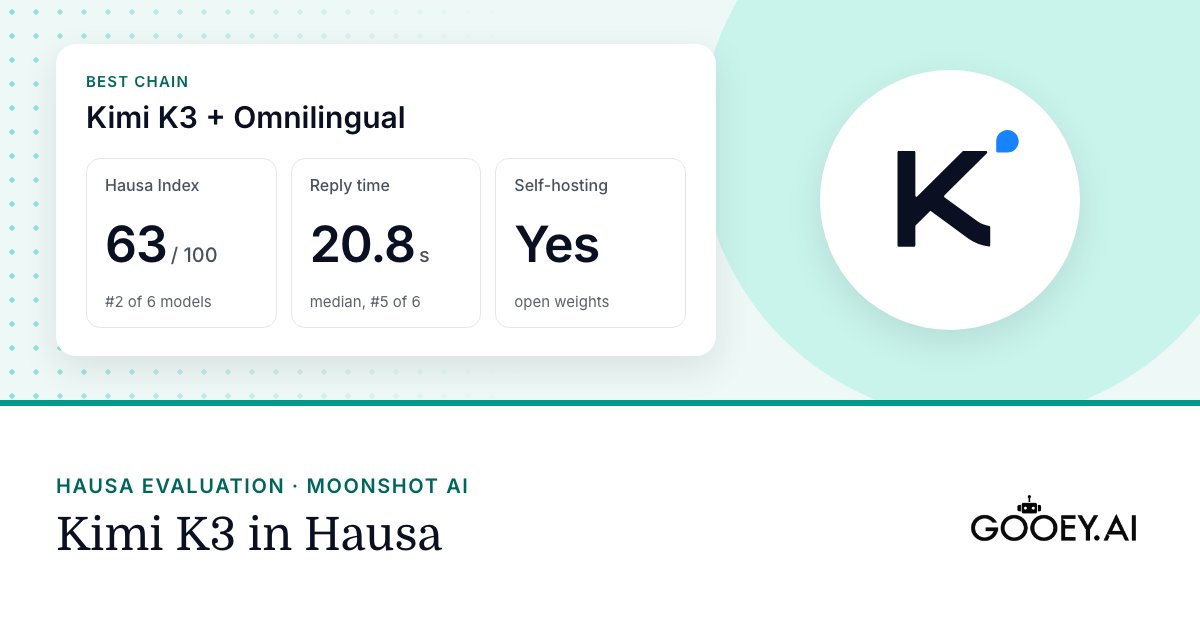 BEST CHAIN
Kimi K3 + Omnilingual
Hausa Index
63 / 100
#2 of 6 models
Reply time
20.8 s
median, #5 of 6
Self-hosting
Yes
open weights
HAUSA EVALUATION · MOONSHOT AI
Kimi K3 in Hausa
GOOEY.AI